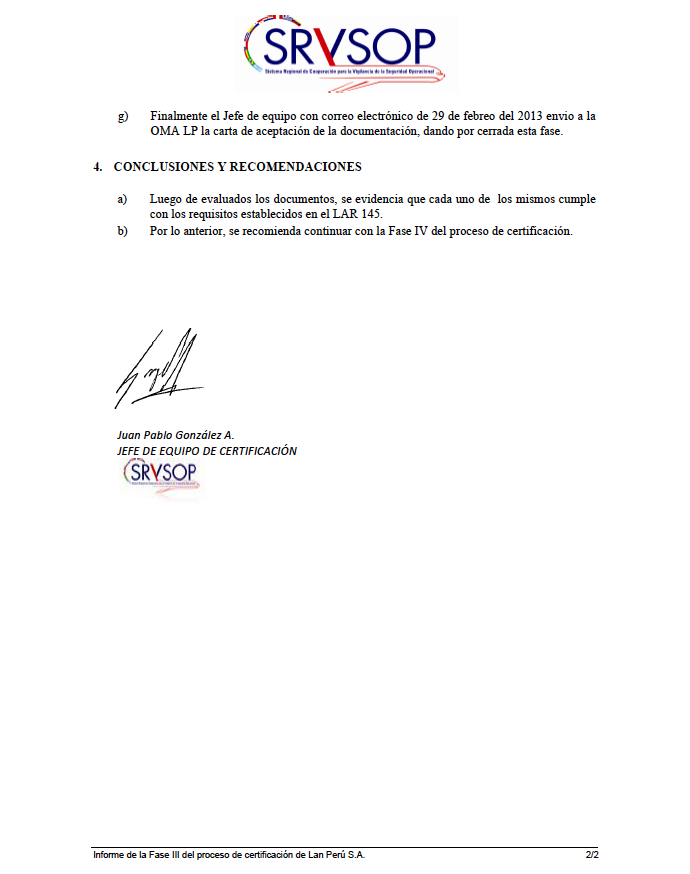 SRVSOP
Sistema Regional de Cooperación para la Vigilancia de la Seguridad Operacional
g) Finalmente el Jefe de equipo con correo electrónico de 29 de febreo del 2013 envio a la
OMA LP la carta de aceptación de la documentación, dando por cerrada esta fase.
4. CONCLUSIONES Y RECOMENDACIONES
a) Luego de evaluados los documentos, se evidencia que cada uno de los mismos cumple
con los requisitos establecidos en el LAR 145.
b) Por lo anterior, se recomienda continuar con la Fase IV del proceso de certificación.
Juan Pablo González A.
JEFE DE EQUIPO DE CERTIFICACIÓN
SRVSOP
Informe de la Fase III del proceso de certificación de Lan Perú S.A. 2/2